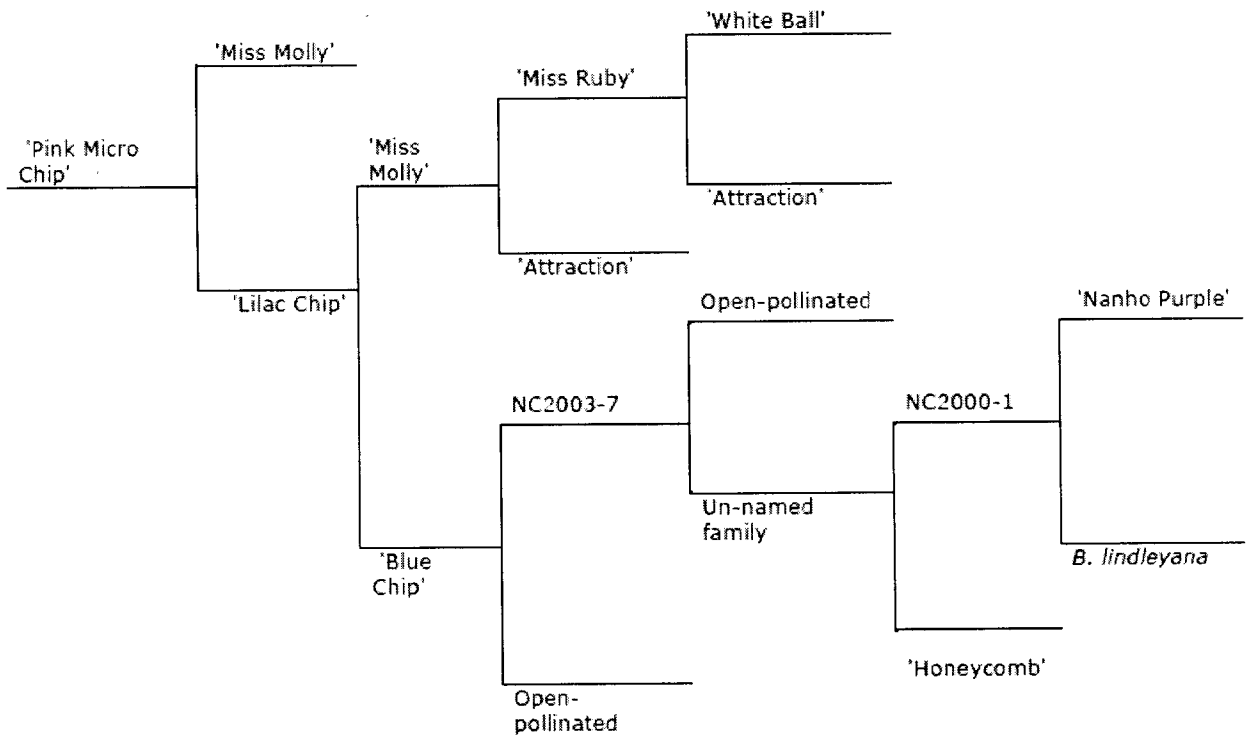 'White Ball'
'Miss Molly'
'Miss Ruby'
'Pink Micro
Chip'
'Miss
Molly'
'Attraction'
'Attraction'
'Lilac Chip'
Open-pollinated
'Nanho Purple'
NC2003-7
NC2000-1
Un-named
family
'Blue
Chip'
B. lindleyana
'Honeycomb'
Open-
pollinated